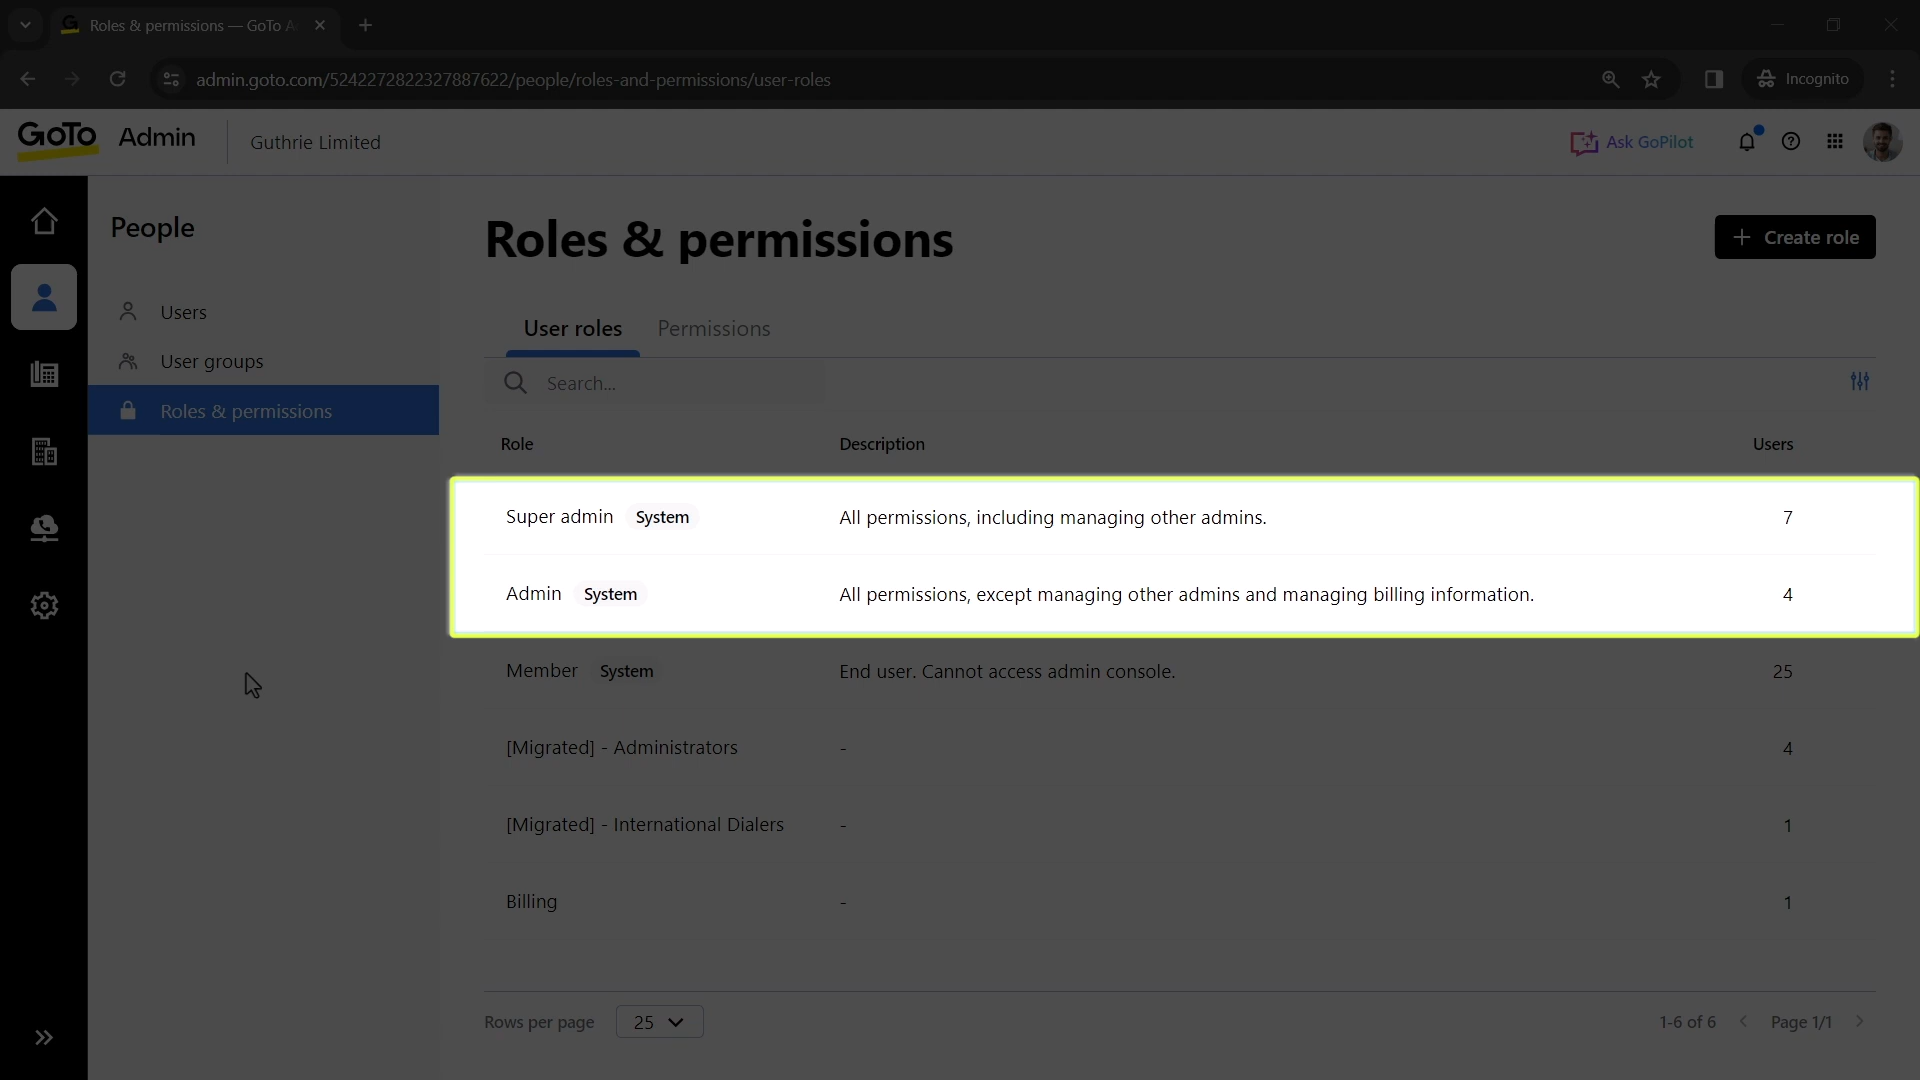 Roles & permissions — GoTo A
admin.goto.com/5242272822327887622/people/roles-and-permissions/user-roles
Incognito
GoTo Admin
Guthrie Limited
Ask GoPilot
People
Users
User groups
Roles & permissions
Roles & permissions
Create role
User roles
Permissions
Search...
Role Description Users
Super admin System All permissions, including managing other admins. 7
Admin System All permissions, except managing other admins and managing billing information. 4
Member System End user. Cannot access admin console. 25
[Migrated] - Administrators - 4
[Migrated] - International Dialers - 1
Billing - 1
Rows per page 25
1-6 of 6
Page 1/1